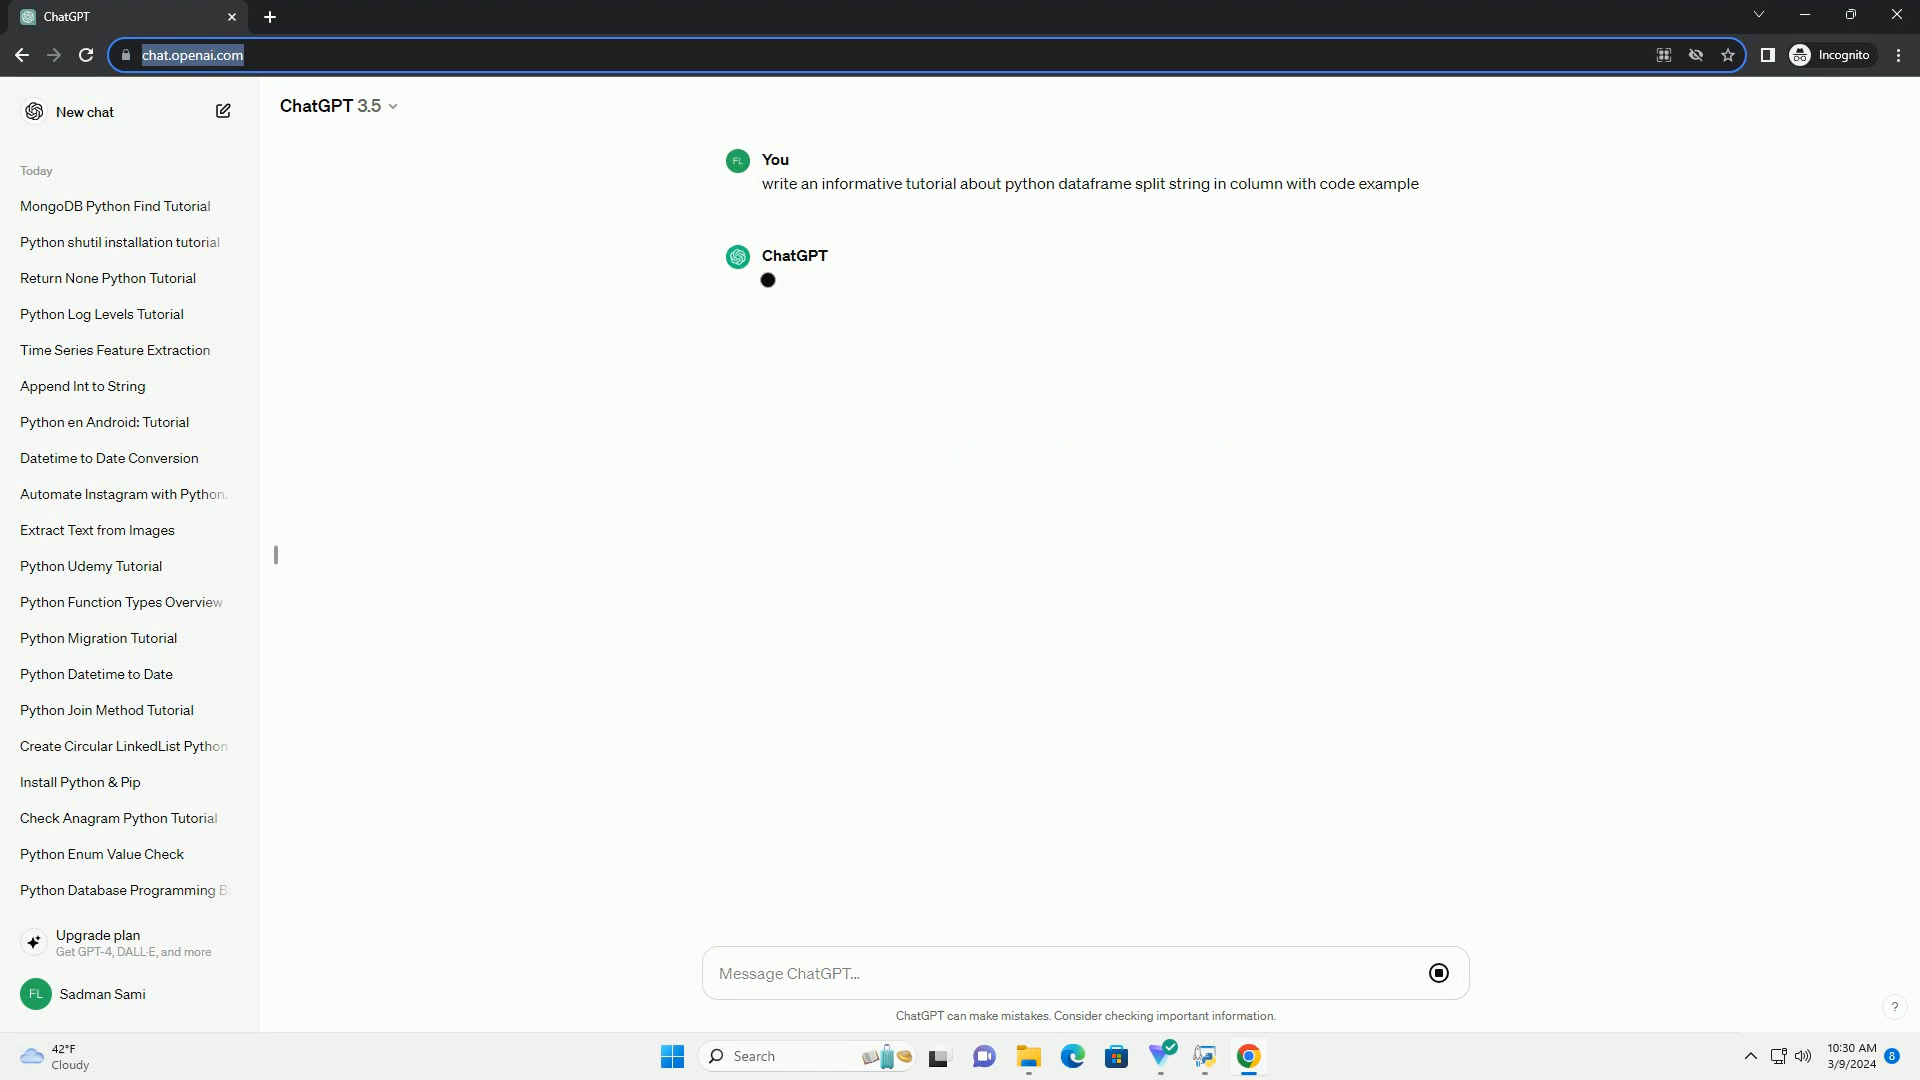 ChatGPT
chat.openai.com
Incognito
New chat
ChatGPT 3.5
Today
MongoDB Python Find Tutorial
Python shutil installation tutorial
Return None Python Tutorial
Python Log Levels Tutorial
Time Series Feature Extraction
Append Int to String
Python en Android: Tutorial
Datetime to Date Conversion
Automate Instagram with Python.
Extract Text from Images
Python Udemy Tutorial
Python Function Types Overview
Python Migration Tutorial
Python Datetime to Date
Python Join Method Tutorial
Create Circular LinkedList Python
Install Python & Pip
Check Anagram Python Tutorial
Python Enum Value Check
Python Database Programming B
Upgrade plan
Get GPT-4, DALL·E, and more
FL Sadman Sami
FL You
write an informative tutorial about python dataframe split string in column with code example
ChatGPT
Message ChatGPT...
ChatGPT can make mistakes. Consider checking important information.
?
42°F
Cloudy
Search
10:30 AM
3/9/2024
8